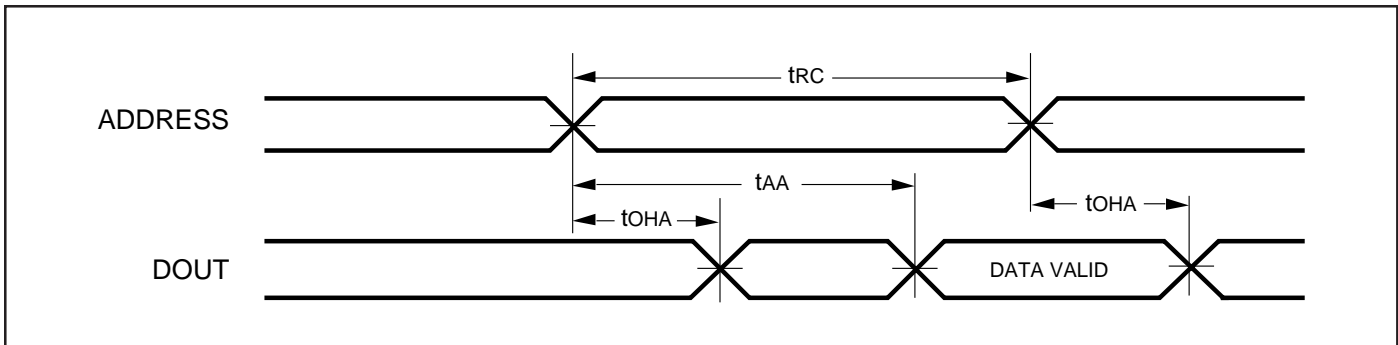 tRC
ADDRESS
tAA
tOHA
tOHA
DOUT
DATA VALID